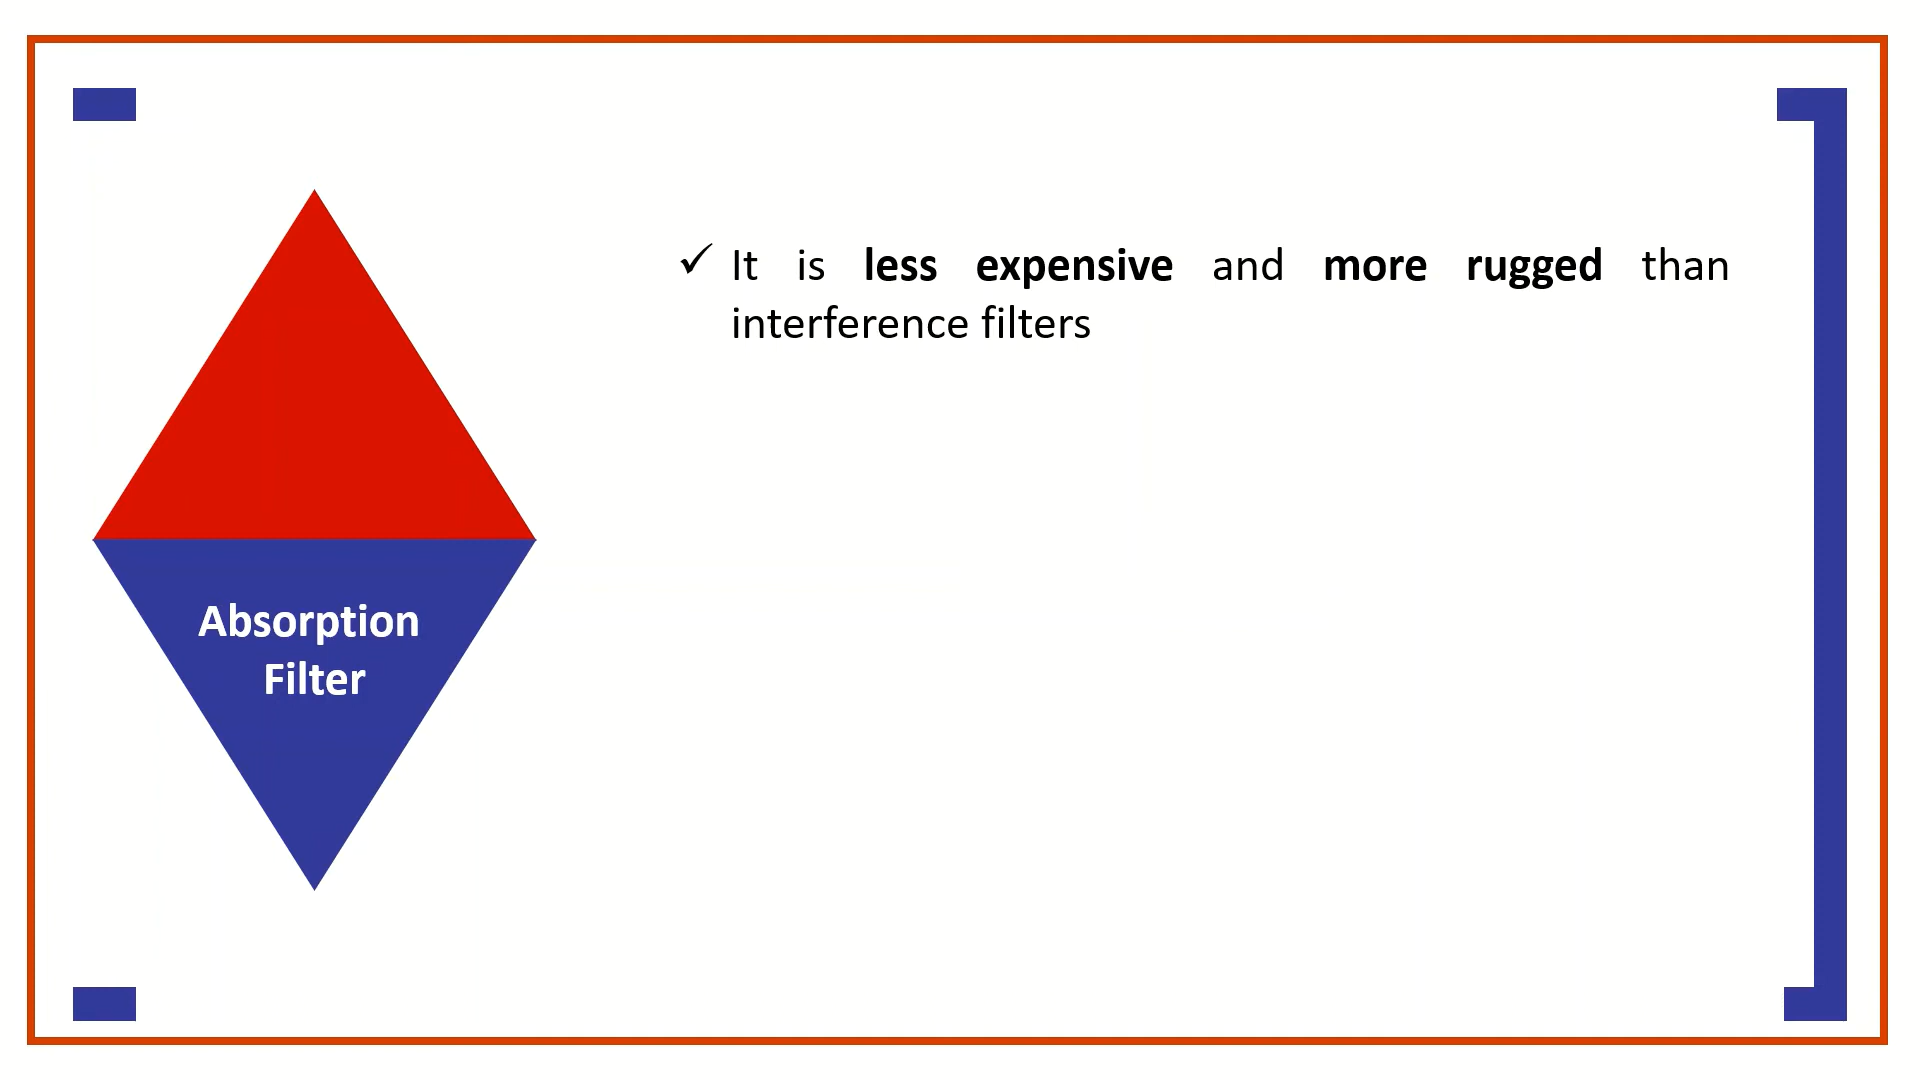 ✓ It is less expensive and more rugged than
interference filters
Absorption
Filter